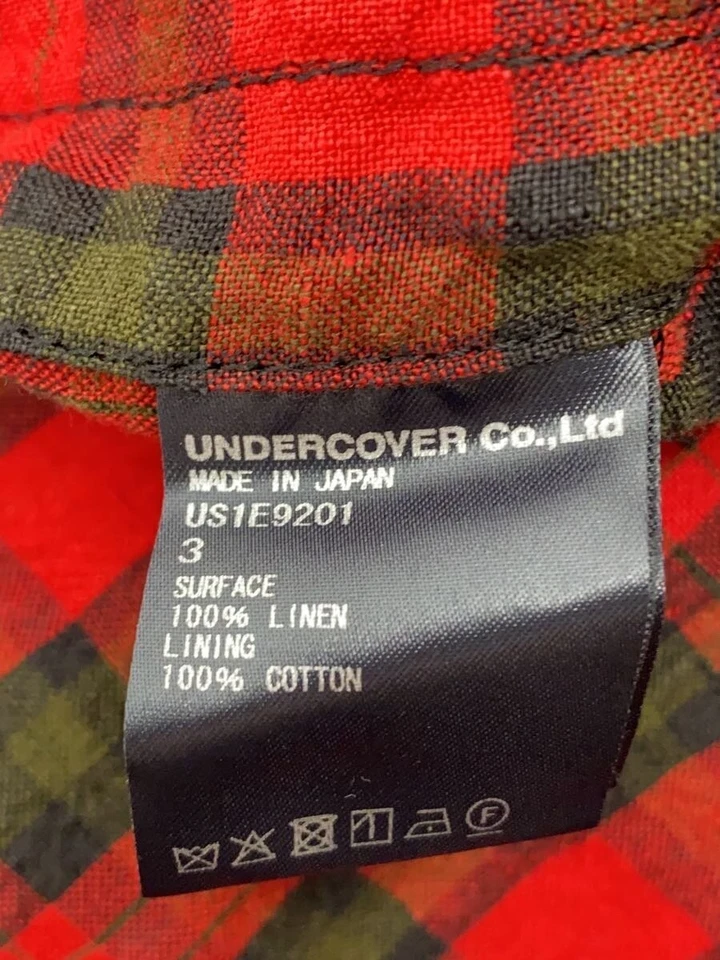 UNDERCOVER Co.,Ltd
MADE IN JAPAN
US1E9201
3
SURFACE
100% LINEN
LINING
100% COTTON
F